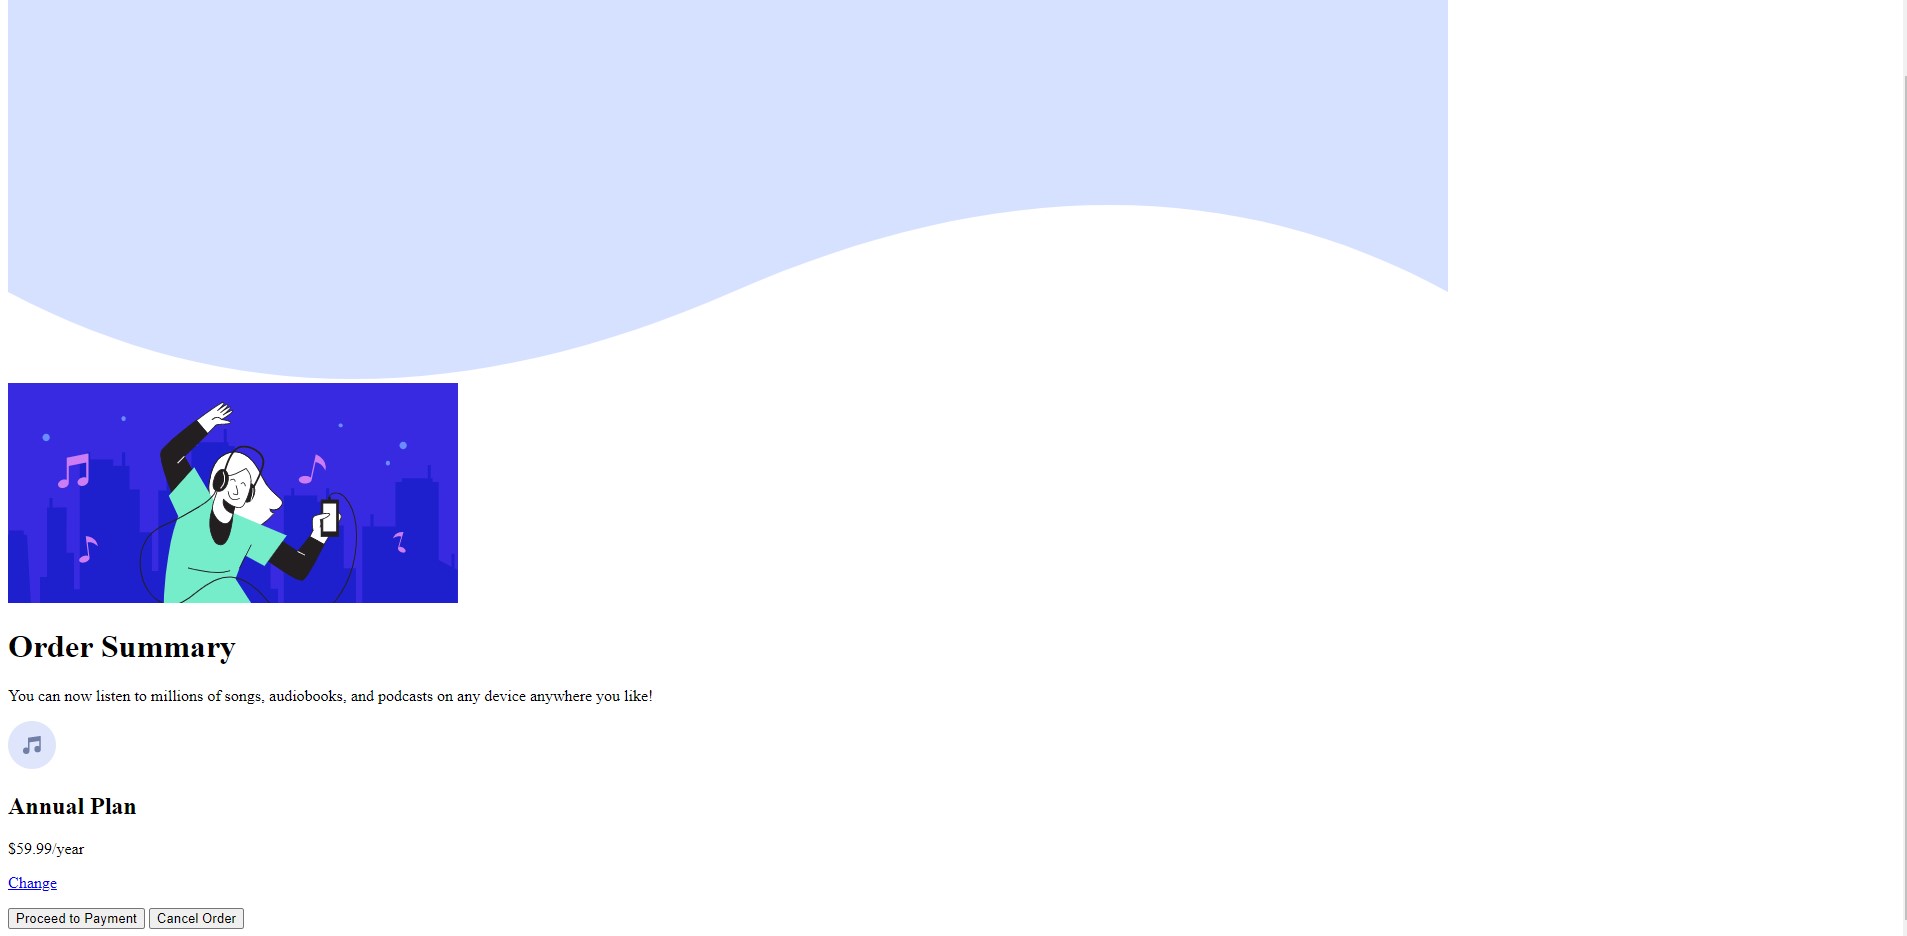 Order Summary
You can now listen to millions of songs, audiobooks, and podcasts on any device anywhere you like!
Annual Plan
$59.99/year
Change
Proceed to Payment Cancel Order